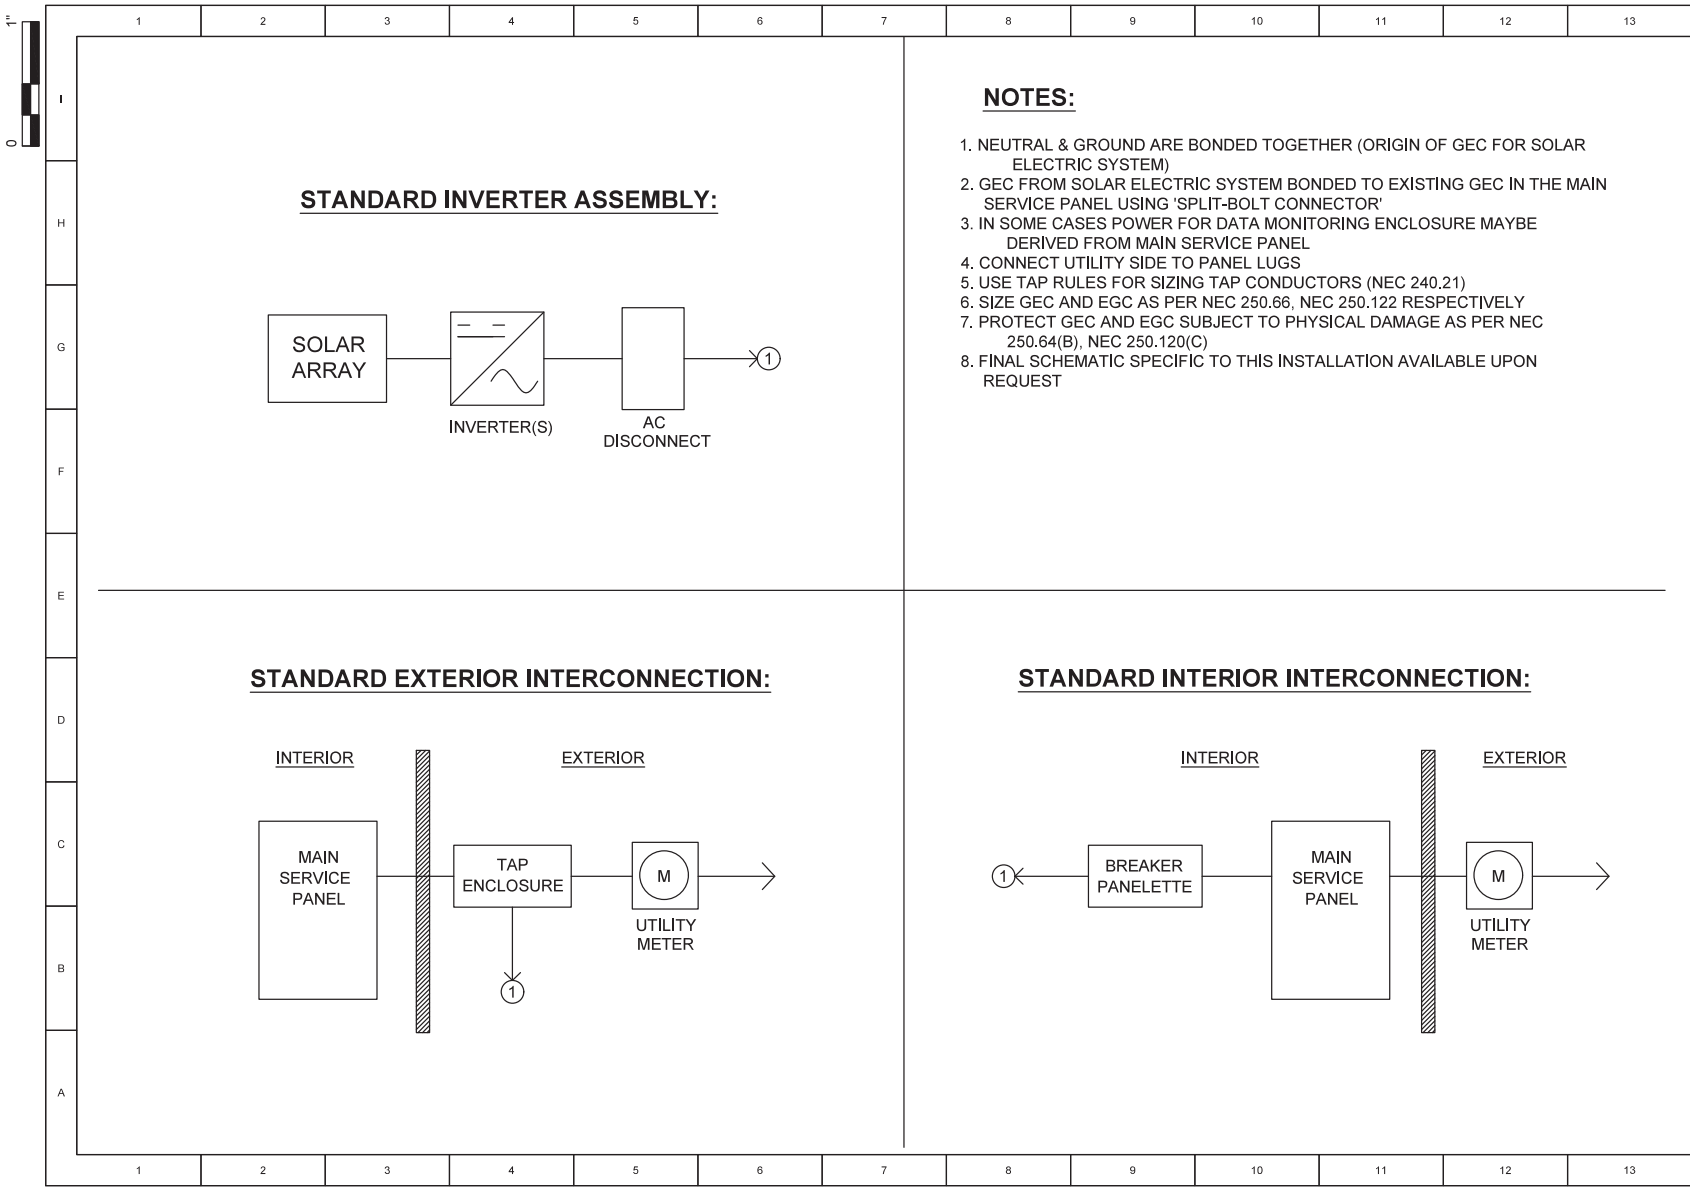 1"
0
1 2 3 4 5 6 7 8 9 10 11 12 13
I
H
G
F
E
D
C
B
A
STANDARD INVERTER ASSEMBLY:
SOLAR
ARRAY
INVERTER(S)
AC
DISCONNECT
1
NOTES:
1. NEUTRAL & GROUND ARE BONDED TOGETHER (ORIGIN OF GEC FOR SOLAR
ELECTRIC SYSTEM)
2. GEC FROM SOLAR ELECTRIC SYSTEM BONDED TO EXISTING GEC IN THE MAIN
SERVICE PANEL USING 'SPLIT-BOLT CONNECTOR'
3. IN SOME CASES POWER FOR DATA MONITORING ENCLOSURE MAYBE
DERIVED FROM MAIN SERVICE PANEL
4. CONNECT UTILITY SIDE TO PANEL LUGS
5. USE TAP RULES FOR SIZING TAP CONDUCTORS (NEC 240.21)
6. SIZE GEC AND EGC AS PER NEC 250.66, NEC 250.122 RESPECTIVELY
7. PROTECT GEC AND EGC SUBJECT TO PHYSICAL DAMAGE AS PER NEC
250.64(B), NEC 250.120(C)
8. FINAL SCHEMATIC SPECIFIC TO THIS INSTALLATION AVAILABLE UPON
REQUEST
STANDARD EXTERIOR INTERCONNECTION:
INTERIOR
EXTERIOR
MAIN
SERVICE
PANEL
TAP
ENCLOSURE
M
UTILITY
METER
1
STANDARD INTERIOR INTERCONNECTION:
INTERIOR
EXTERIOR
1
BREAKER
PANELETTE
MAIN
SERVICE
PANEL
M
UTILITY
METER
1 2 3 4 5 6 7 8 9 10 11 12 13